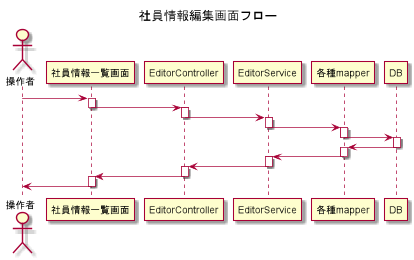 社員情報編集画面フロー
操作者
社員情報一覧画面
EditorController
EditorService
各種mapper
DB
操作者
社員情報一覧画面
EditorController
EditorService
各種mapper
DB